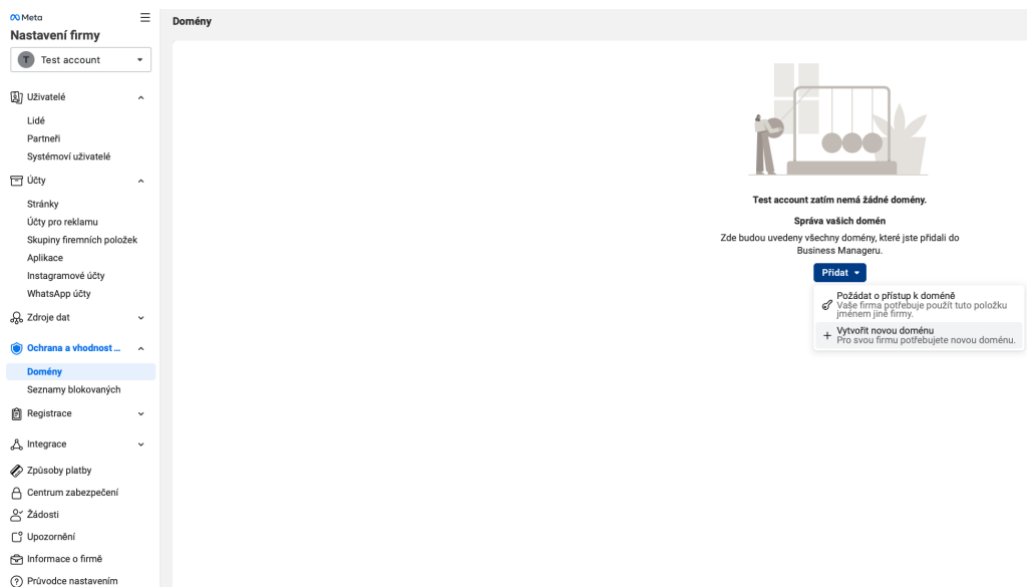 Meta
Nastavení firmy
T Test account
Uživatelé
Lidé
Partneři
Systémoví uživatelé
Účty
Stránky
Účty pro reklamu
Skupiny firemních položek
Aplikace
Instagramové účty
WhatsApp účty
Zdroje dat
Ochrana a vhodnost ...
Domény
Seznamy blokovaných
Registrace
Integrace
Způsoby platby
Centrum zabezpečení
Žádosti
Upozornění
Informace o firmě
Průvodce nastavením
Domény
Test account zatím nemá žádné domény.
Správa vašich domén
Zde budou uvedeny všechny domény, které jste přidali do
Business Manageru.
Přidat
Požádat o přístup k doméně
Vaše firma potřebuje použít tuto položku
jménem jiné firmy.
Vytvořit novou doménu
Pro svou firmu potřebujete novou doménu.